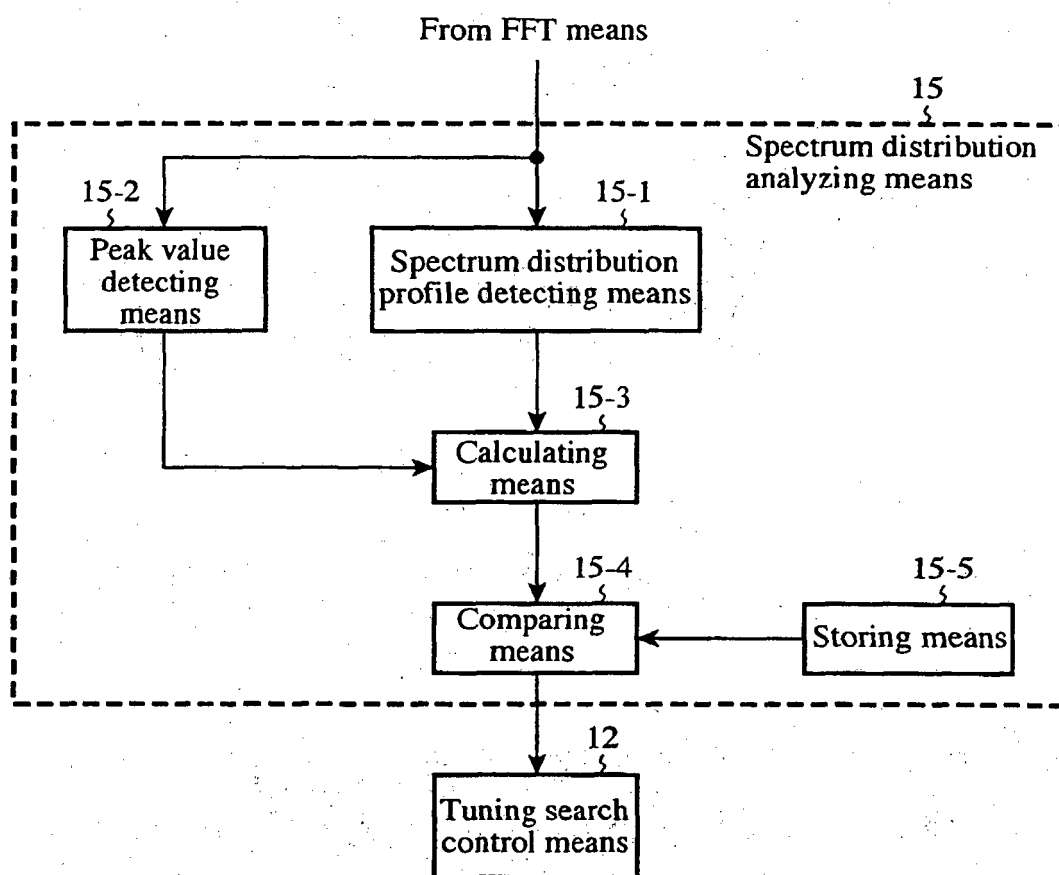 From FFT means
15
Spectrum distribution
analyzing means
15-2
15-1
Peak value
detecting
means
Spectrum distribution
profile detecting means
15-3
Calculating
means
15-4
15-5
Comparing
means
Storing means
12
Tuning search
control means